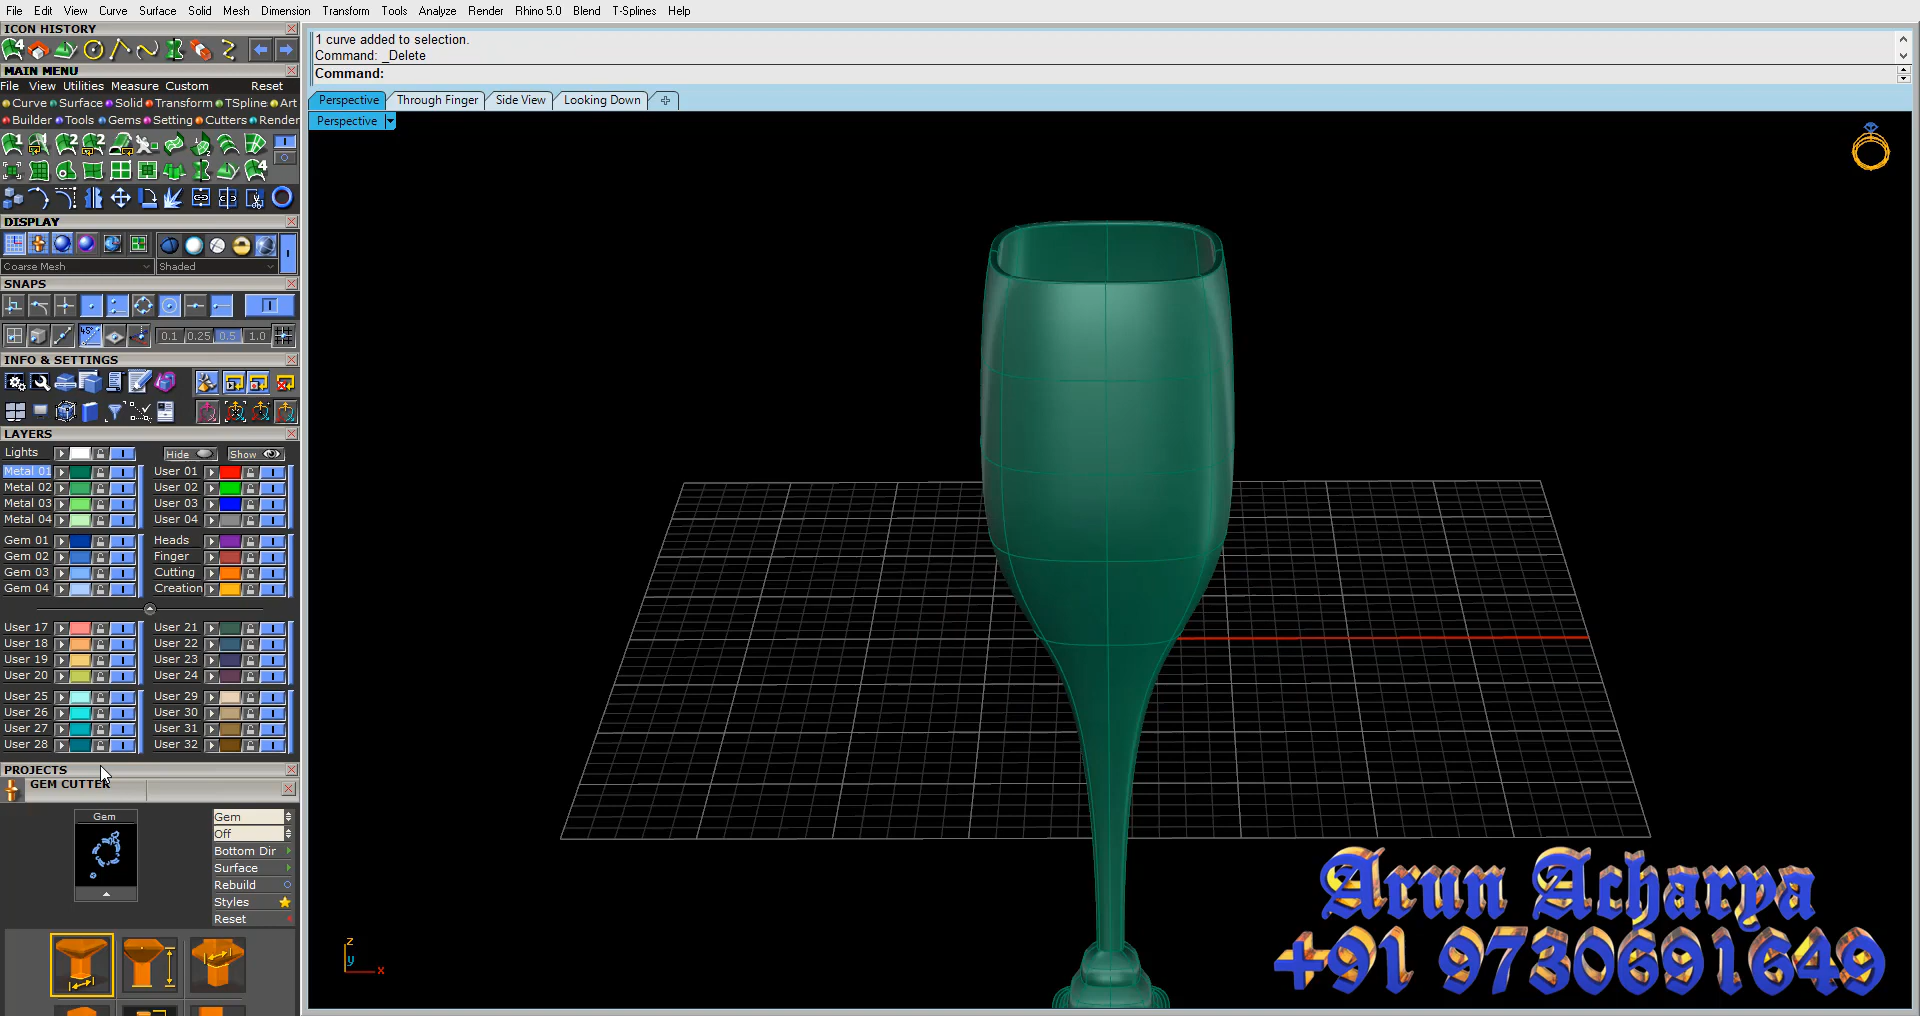 File Edit View Curve Surface Solid Mesh Dimension Transform Tools Analyze Render Rhino 5.0 Blend T-Splines Help
ICON HISTORY
MAIN MENU
File View Utilities Measure Custom Reset
Curve Surface Solid Transform TSpline Art
Builder Tools Gems Setting Cutters Render
DISPLAY
Coarse Mesh Shaded
SNAPS
45°
0.1 0.25 0.5 1.0
INFO & SETTINGS
LAYERS
Lights Hide Show
Metal 01 User 01
Metal 02 User 02
Metal 03 User 03
Metal 04 User 04
Gem 01 Heads
Gem 02 Finger
Gem 03 Cutting
Gem 04 Creation
User 17 User 21
User 18 User 22
User 19 User 23
User 20 User 24
User 25 User 29
User 26 User 30
User 27 User 31
User 28 User 32
PROJECTS
GEM CUTTER
Gem
Gem
Off
Bottom Dir
Surface
Rebuild
Styles
Reset
1 curve added to selection.
Command: _Delete
Command:
Perspective Through Finger Side View Looking Down
Perspective
z
y
x
Arun Acharya
+91 9730691649